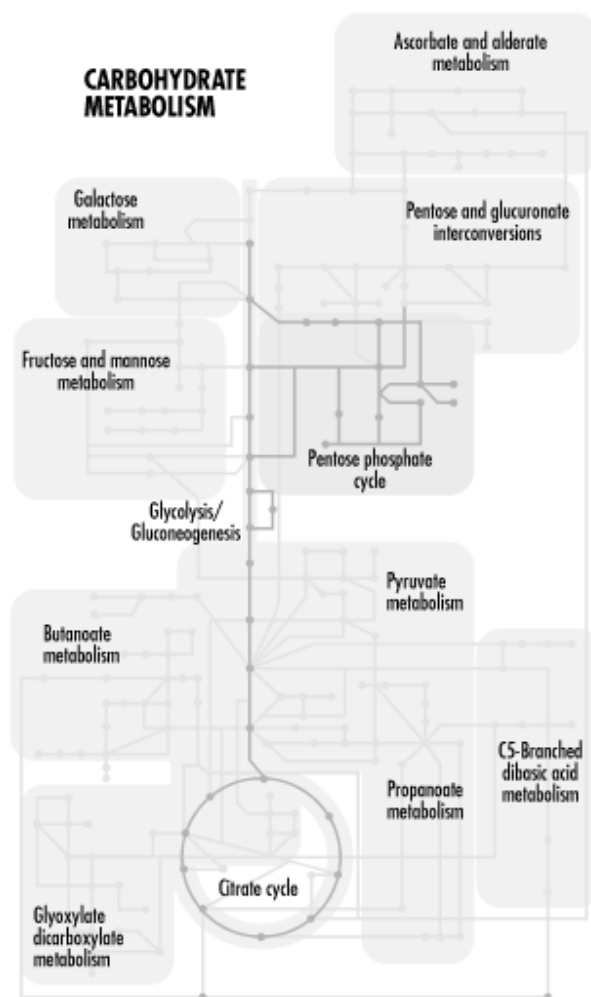 CARBOHYDRATE
METABOLISM
Ascorbate and alderate
metabolism
Galactose
metabolism
Pentose and glucuronate
interconversions
Fructose and mannose
metabolism
Pentose phosphate
cycle
Glycolysis/
Gluconeogenesis
Pyruvate
metabolism
Butanoate
metabolism
C5-Branched
dibasic acid
metabolism
Propanoate
metabolism
Citrate cycle
Glyoxylate
dicarboxylate
metabolism